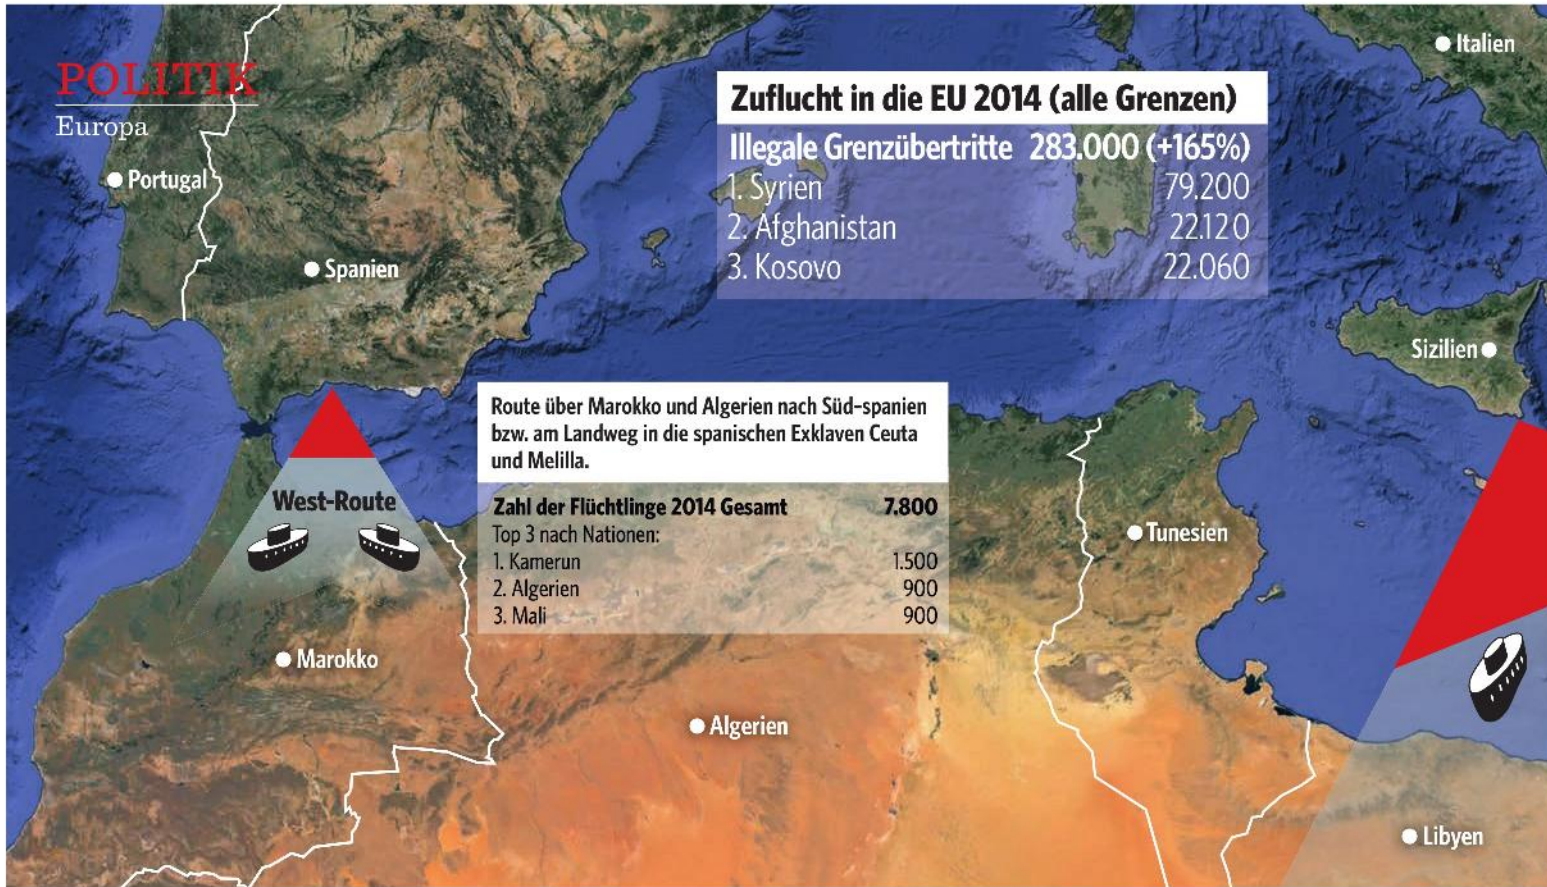 POLITIK
Europa
Italien
Zuflucht in die EU 2014 (alle Grenzen)
Illegale Grenzübertritte 283.000 (+165%)
1. Syrien 79.200
2. Afghanistan 22.120
3. Kosovo 22.060
Portugal
Spanien
Sizilien
Route über Marokko und Algerien nach Süd-spanien
bzw. am Landweg in die spanischen Exklaven Ceuta
und Melilla.
Zahl der Flüchtlinge 2014 Gesamt 7.800
Top 3 nach Nationen:
1. Kamerun 1.500
2. Algerien 900
3. Mali 900
West-Route
Tunesien
Marokko
Algerien
Libyen